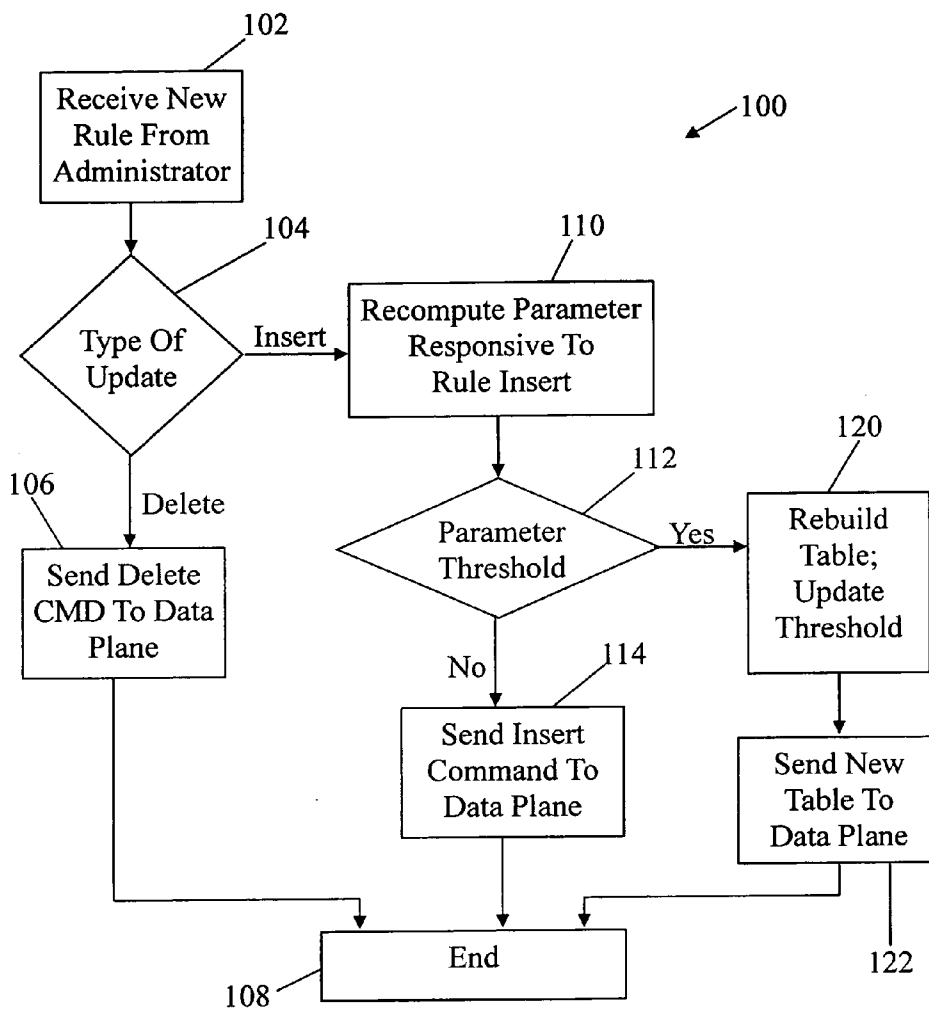 102
Receive New
Rule From
Administrator
100
104
Type Of
Update
Insert
110
Recompute Parameter
Responsive To
Rule Insert
106
Delete
Send Delete
CMD To Data
Plane
112
Parameter
Threshold
Yes
120
Rebuild
Table;
Update
Threshold
No
114
Send Insert
Command To
Data Plane
Send New
Table To
Data Plane
122
End
108